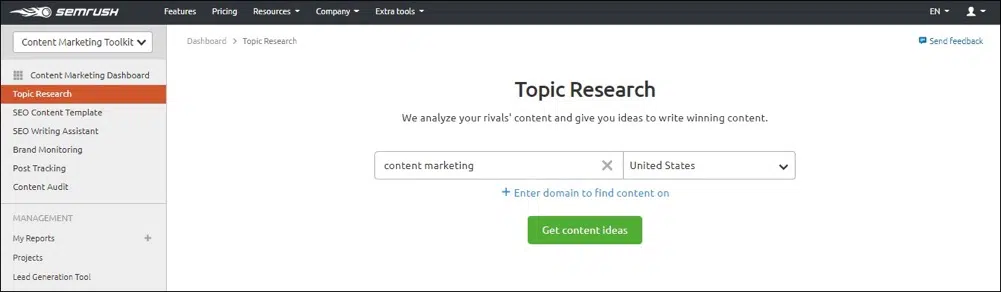 SEMRUSH Features Pricing Resources Company Extra tools EN
Content Marketing Toolkit
Dashboard > Topic Research
Send feedback
Content Marketing Dashboard
Topic Research
SEO Content Template
SEO Writing Assistant
Brand Monitoring
Post Tracking
Content Audit
MANAGEMENT
My Reports +
Projects
Lead Generation Tool
Topic Research
We analyze your rivals' content and give you ideas to write winning content.
content marketing United States
+ Enter domain to find content on
Get content ideas